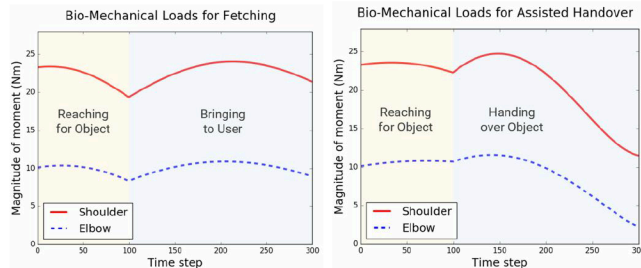 Bio-Mechanical Loads for Fetching
Magnitude of moment (Nm)
25
20
15
10
5
0
Reaching
for Object
Bringing
to User
Shoulder
Elbow
0 50 100 150 200 250 300
Time step
Bio-Mechanical Loads for Assisted Handover
Magnitude of moment (Nm)
25
20
15
10
5
0
Reaching
for Object
Handing
over Object
Shoulder
Elbow
0 50 100 150 200 250 300
Time step